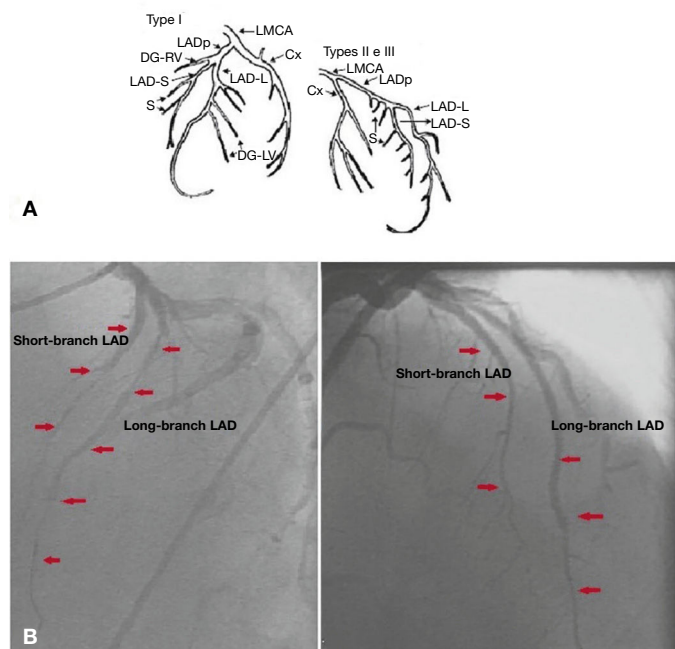 Type I
LMCA
LADp
DG-RV
Cx
LAD-S
LAD-L
S
DG-LV
Types II e III
LMCA
LADp
Cx
LAD-L
LAD-S
S
A
Short-branch LAD
Long-branch LAD
Short-branch LAD
Long-branch LAD
B